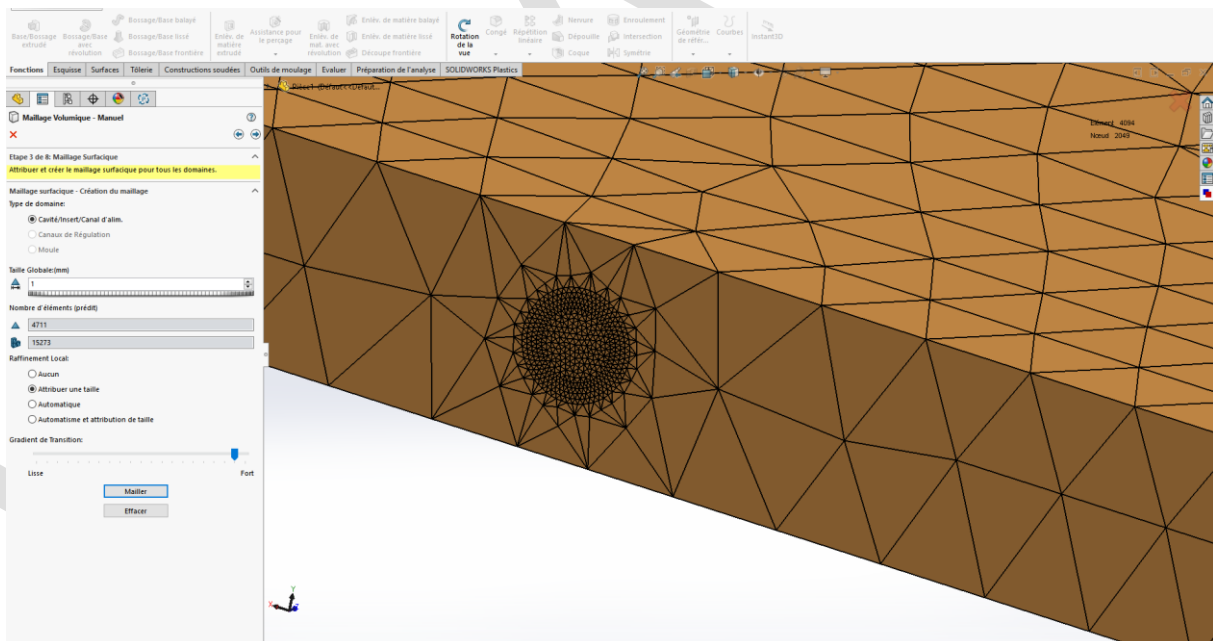 Base/Bossage extrudé
Bossage/Base avec révolution
Bossage/Base balayé
Bossage/Base lissé
Bossage/Base frontière
Enlèv. de matière extrudé
Assistance pour le perçage
Enlèv. de mat. avec révolution
Enlèv. de matière balayé
Enlèv. de matière lissé
Découpe frontière
Rotation de la vue
Congé
Répétition linéaire
Nervure
Dépouille
Coque
Enroulement
Intersection
Symétrie
Géométrie de référ...
Courbes
Instant3D
Fonctions Esquisse Surfaces Tôlerie Constructions soudées Outils de moulage Evaluer Préparation de l'analyse SOLIDWORKS Plastics
Pièce1 (Défaut<<Défaut...
Maillage Volumique - Manuel
Etape 3 de 8: Maillage Surfacique
Attribuer et créer le maillage surfacique pour tous les domaines.
Maillage surfacique - Création du maillage
Type de domaine:
Cavité/Insert/Canal d'alim.
Canaux de Régulation
Moule
Taille Globale:(mm)
1
Nombre d'éléments (prédit)
4711
15273
Raffinement Local:
Aucun
Attribuer une taille
Automatique
Automatisme et attribution de taille
Gradient de Transition:
Lisse Fort
Mailler
Effacer
Elément 4094
Nœud 2049
X
Y
Z